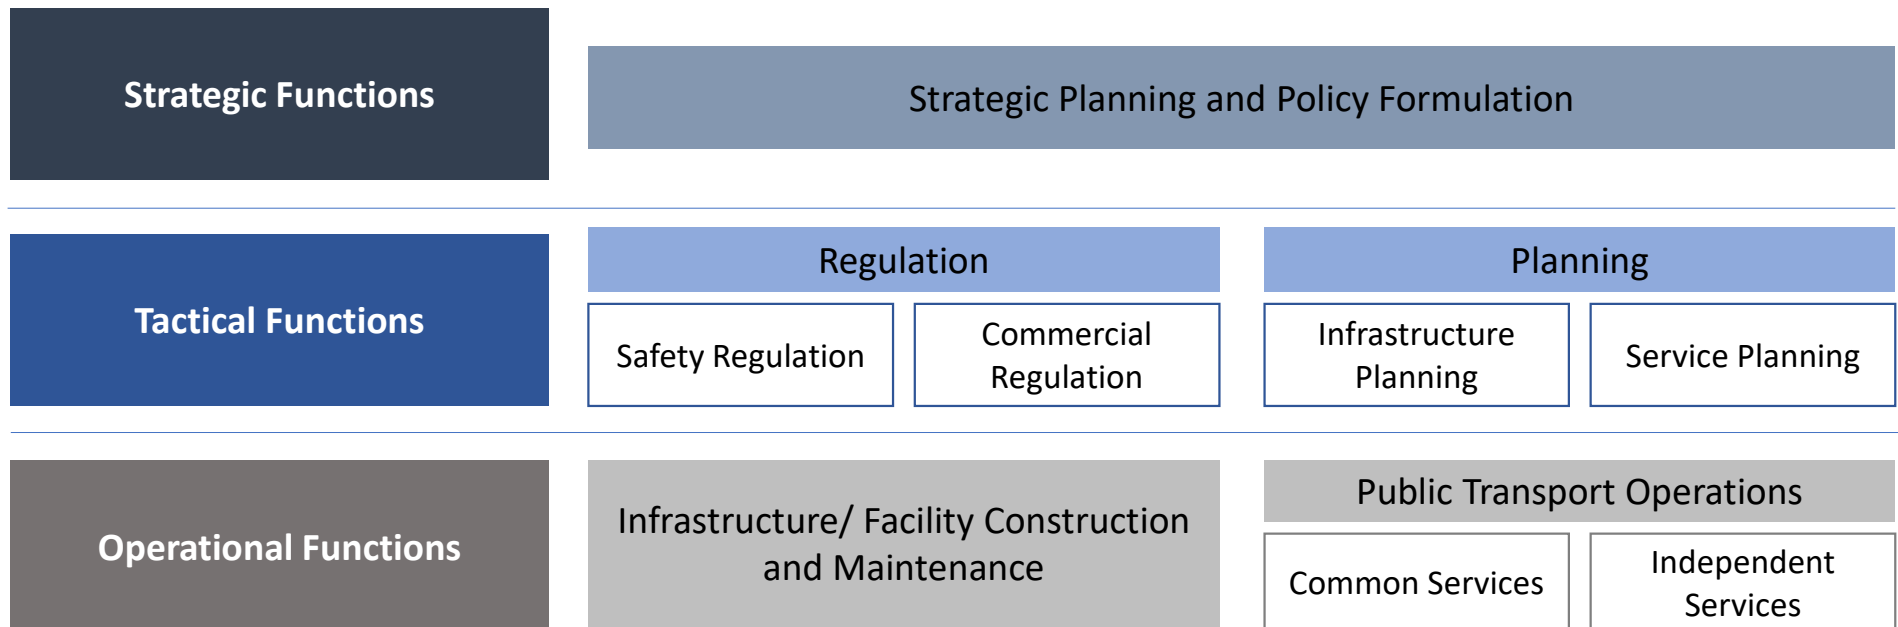 Strategic Functions
Strategic Planning and Policy Formulation
Tactical Functions
Regulation
Safety Regulation
Commercial
Regulation
Planning
Infrastructure
Planning
Service Planning
Operational Functions
Infrastructure/ Facility Construction
and Maintenance
Public Transport Operations
Common Services
Independent
Services